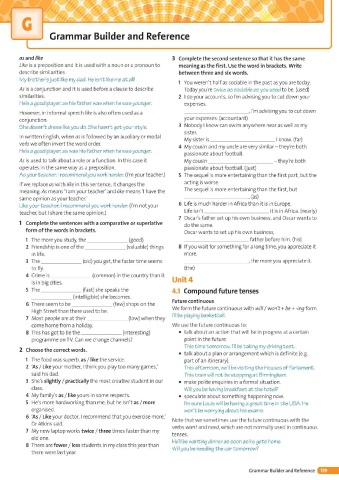 G
Grammar Builder and Reference
as and like
Like is a preposition and it is used with a noun or a pronoun to
describe similarities.
My brother's just like my dad. He isn't like me at all!
As is a conjunction and it is used before a clause to describe
similarities.
He's a good player, as his father was when he was younger.
However, in informal speech like is also often used as a
conjunction.
She doesn't dress like you do. She hasn't got your style.
In written English, when as is followed by an auxiliary or modal
verb we often invert the word order.
He's a good player, as was his father when he was younger.
As is used to talk about a role or a function. In this case it
operates in the same way as a preposition.
As your teacher, I recommend you work harder. (I'm your teacher.)
If we replace as with like in this sentence, it changes the
meaning. As means 'I am your teacher' and like means 'I have the
same opinion as your teacher.'
Like your teacher, I recommend you work harder. (I'm not your
teacher, but I share the same opinion.)
1 Complete the sentences with a comparative or superlative
form of the words in brackets.
1 The more you study, the (good)
2 Friendship is one of the (valuable) things
in life.
3 The (old) you get, the faster time seems
to fly.
4 Crime is (common) in the country than it
is in big cities.
5 The (fast) she speaks the
(intelligible) she becomes.
6 There seem to be (few) shops on the
High Street than there used to be.
7 Most people are at their (low) when they
come home from a holiday.
8 This has got to be the (interesting)
programme on TV. Can we change channels?
2 Choose the correct words.
1 The food was superb, as / like the service.
2 'As / Like your mother, I think you play too many games,'
said his dad.
3 She's slightly / practically the most creative student in our
class.
4 My family's as / like yours in some respects.
5 He's more hardworking than me, but he isn't as / more
organised.
6 'As / Like your doctor, I recommend that you exercise more,'
Dr Atkins said.
7 My new laptop works twice / three times faster than my
old one.
8 There are fewer / less students in my class this year than
there were last year.
3 Complete the second sentence so that it has the same
meaning as the first. Use the word in brackets. Write
between three and six words.
1 You weren't half as sociable in the past as you are today.
Today you're twice as sociable as you used to be. (used)
2 I do your accounts, so I'm advising you to cut down your
expenses.
, I'm advising you to cut down
your expenses. (accountant)
3 Nobody I know can swim anywhere near as well as my
sister.
My sister is I know. (far)
4 My cousin and my uncle are very similar – they're both
passionate about football.
My cousin – they're both
passionate about football. (just)
5 The sequel is more entertaining than the first part, but the
acting is worse.
The sequel is more entertaining than the first, but
. (as)
6 Life is much harder in Africa than it is in Europe.
Life isn't it is in Africa. (nearly)
7 Oscar's father set up his own business, and Oscar wants to
do the same.
Oscar wants to set up his own business,
father before him. (his)
8 If you wait for something for a long time, you appreciate it
more.
, the more you appreciate it.
(the)
Unit 4
4.1 Compound future tenses
Future continuous
We form the future continuous with will / won't + be + -ing form.
I'll be playing basketball.
We use the future continuous to:
• talk about an action that will be in progress at a certain
point in the future.
This time tomorrow, I'll be taking my driving test.
• talk about a plan or arrangement which is definite (e.g.
part of an itinerary).
This afternoon, we'll be visiting the Houses of Parliament.
This train will not be stopping at Birmingham.
• make polite enquiries in a formal situation.
Will you be having breakfast at the hotel?
• speculate about something happening now.
I'm sure Louis will be having a great time in the USA. He
won't be worrying about his exams.
Note that we sometimes use the future continuous with the
verbs want and need, which are not normally used in continuous
tenses.
He'll be wanting dinner as soon as he gets home.
Will you be needing the car tomorrow?
Grammar Builder and Reference